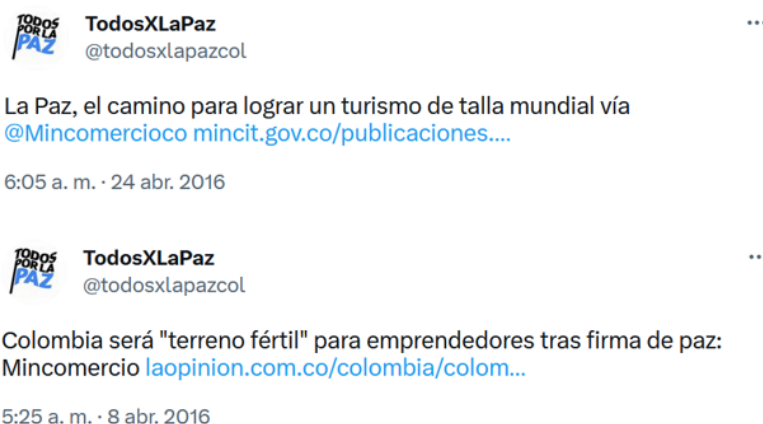 TODOS
POR LA
PAZ
TodosXLaPaz
@todosxlapazcol
La Paz, el camino para lograr un turismo de talla mundial vía
@Mincomercioco mincit.gov.co/publicaciones....
6:05 a. m. · 24 abr. 2016
TODOS
POR LA
PAZ
TodosXLaPaz
@todosxlapazcol
Colombia será "terreno fértil" para emprendedores tras firma de paz:
Mincomercio laopinion.com.co/colombia/colom...
5:25 a. m. · 8 abr. 2016